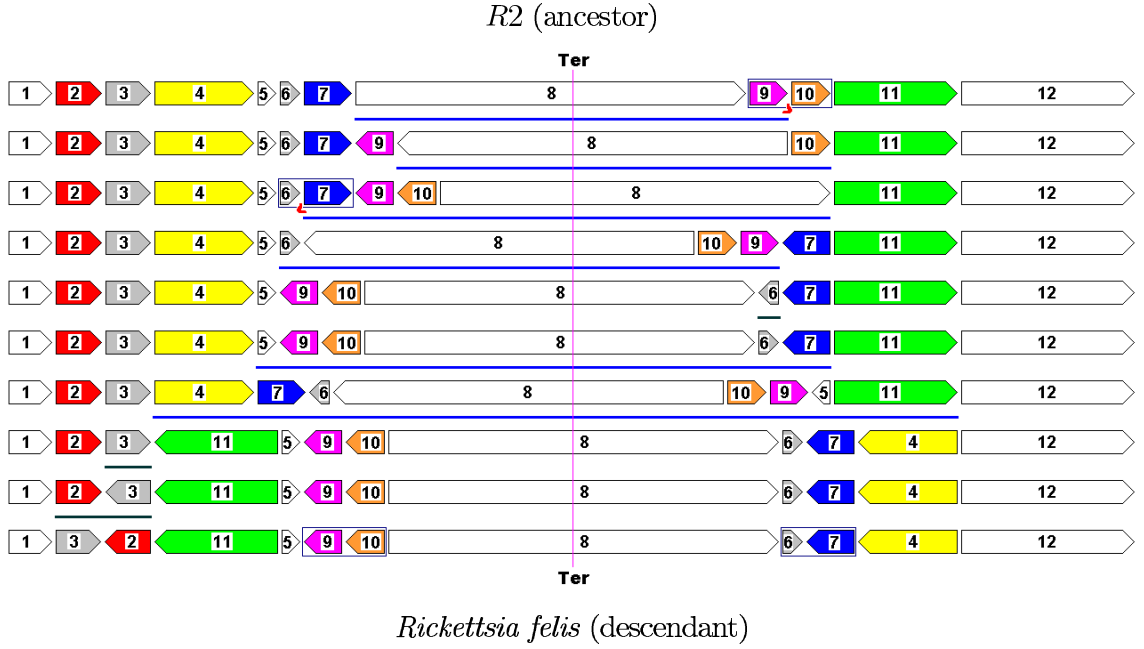 R2 (ancestor)
Ter
1 2 3 4 5 6 7 8 9 10 11 12
1 2 3 4 5 6 7 9 8 10 11 12
1 2 3 4 5 6 7 9 10 8 11 12
1 2 3 4 5 6 8 10 9 7 11 12
1 2 3 4 5 9 10 8 6 7 11 12
1 2 3 4 5 9 10 8 6 7 11 12
1 2 3 4 7 6 8 10 9 5 11 12
1 2 3 11 5 9 10 8 6 7 4 12
1 2 3 11 5 9 10 8 6 7 4 12
1 3 2 11 5 9 10 8 6 7 4 12
Ter
Rickettsia felis (descendant)